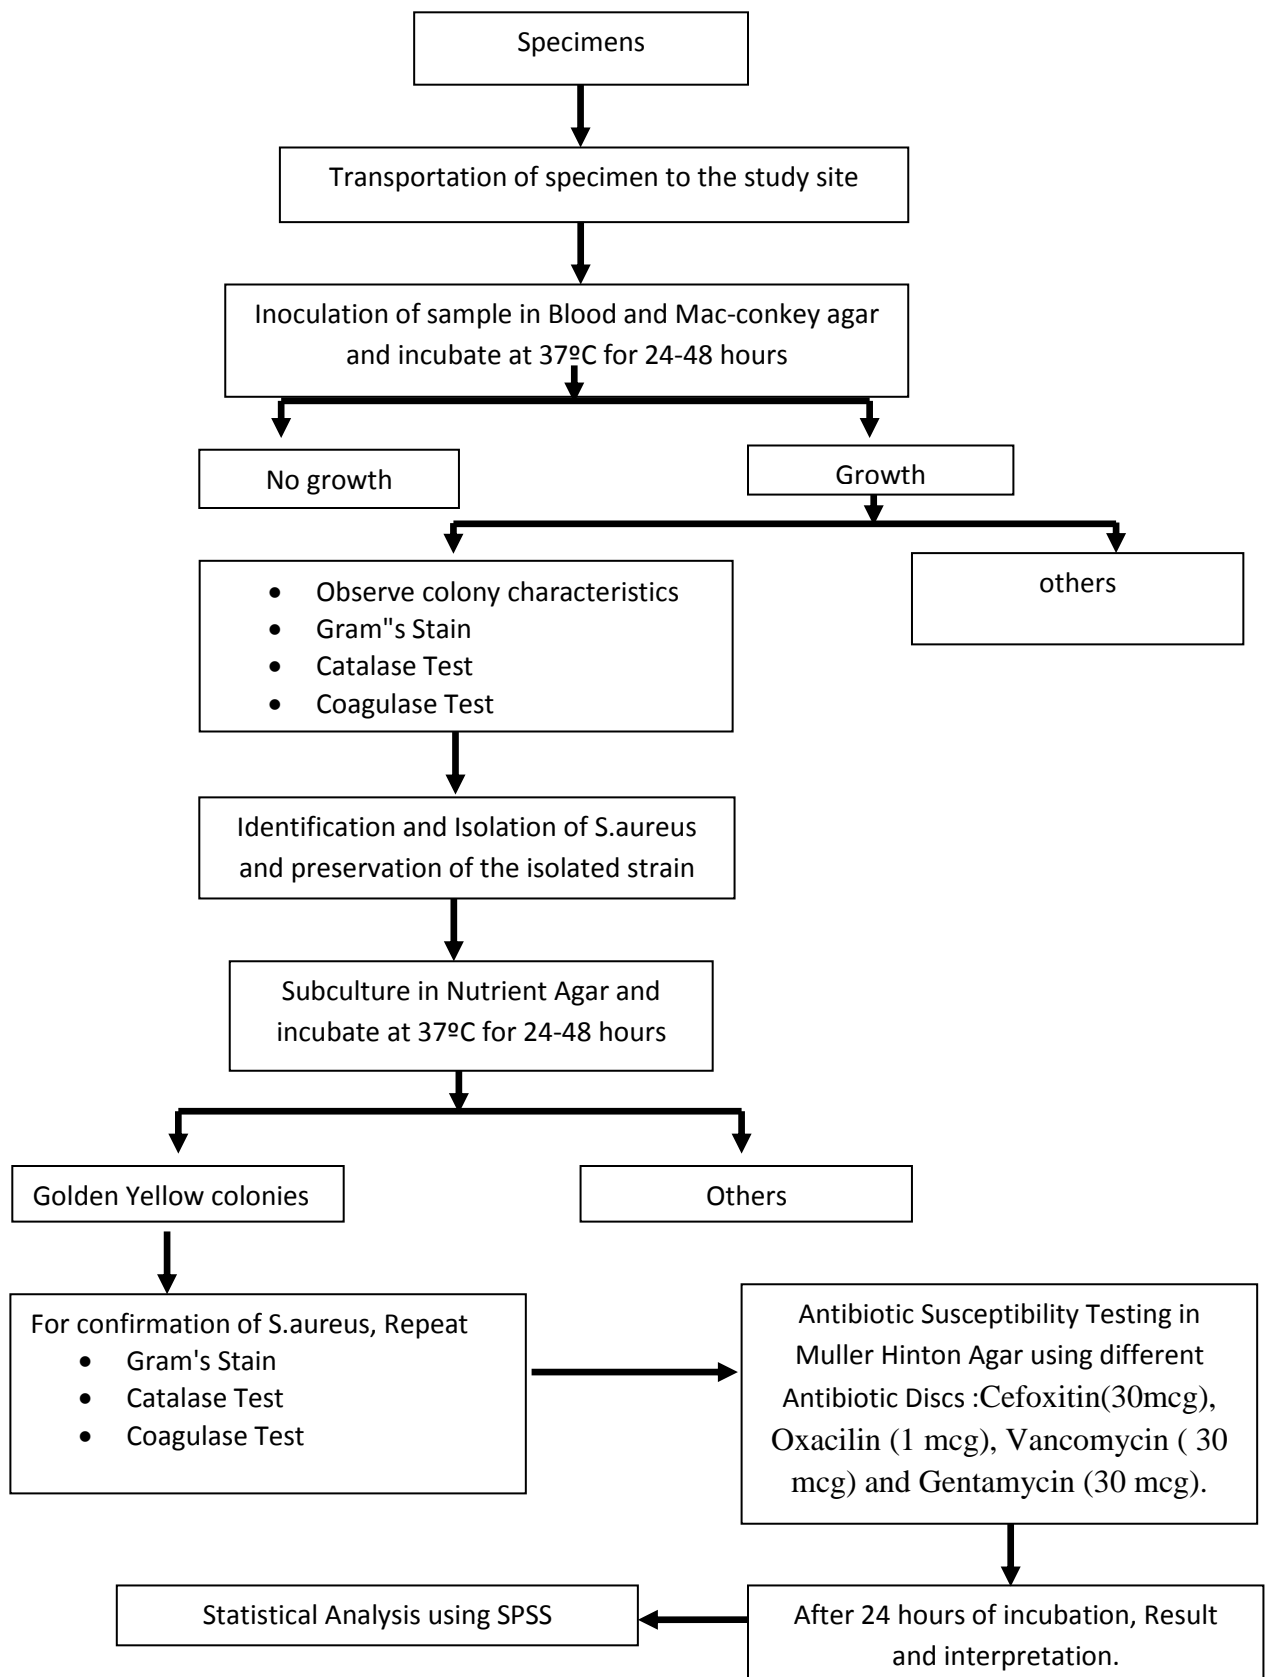 Specimens
Transportation of specimen to the study site
Inoculation of sample in Blood and Mac-conkey agar
and incubate at 37ºC for 24-48 hours
No growth
Growth
• Observe colony characteristics
• Gram"s Stain
• Catalase Test
• Coagulase Test
others
Identification and Isolation of S.aureus
and preservation of the isolated strain
Subculture in Nutrient Agar and
incubate at 37ºC for 24-48 hours
Golden Yellow colonies
Others
For confirmation of S.aureus, Repeat
• Gram's Stain
• Catalase Test
• Coagulase Test
Antibiotic Susceptibility Testing in
Muller Hinton Agar using different
Antibiotic Discs :Cefoxitin(30mcg),
Oxacilin (1 mcg), Vancomycin ( 30
mcg) and Gentamycin (30 mcg).
Statistical Analysis using SPSS
After 24 hours of incubation, Result
and interpretation.